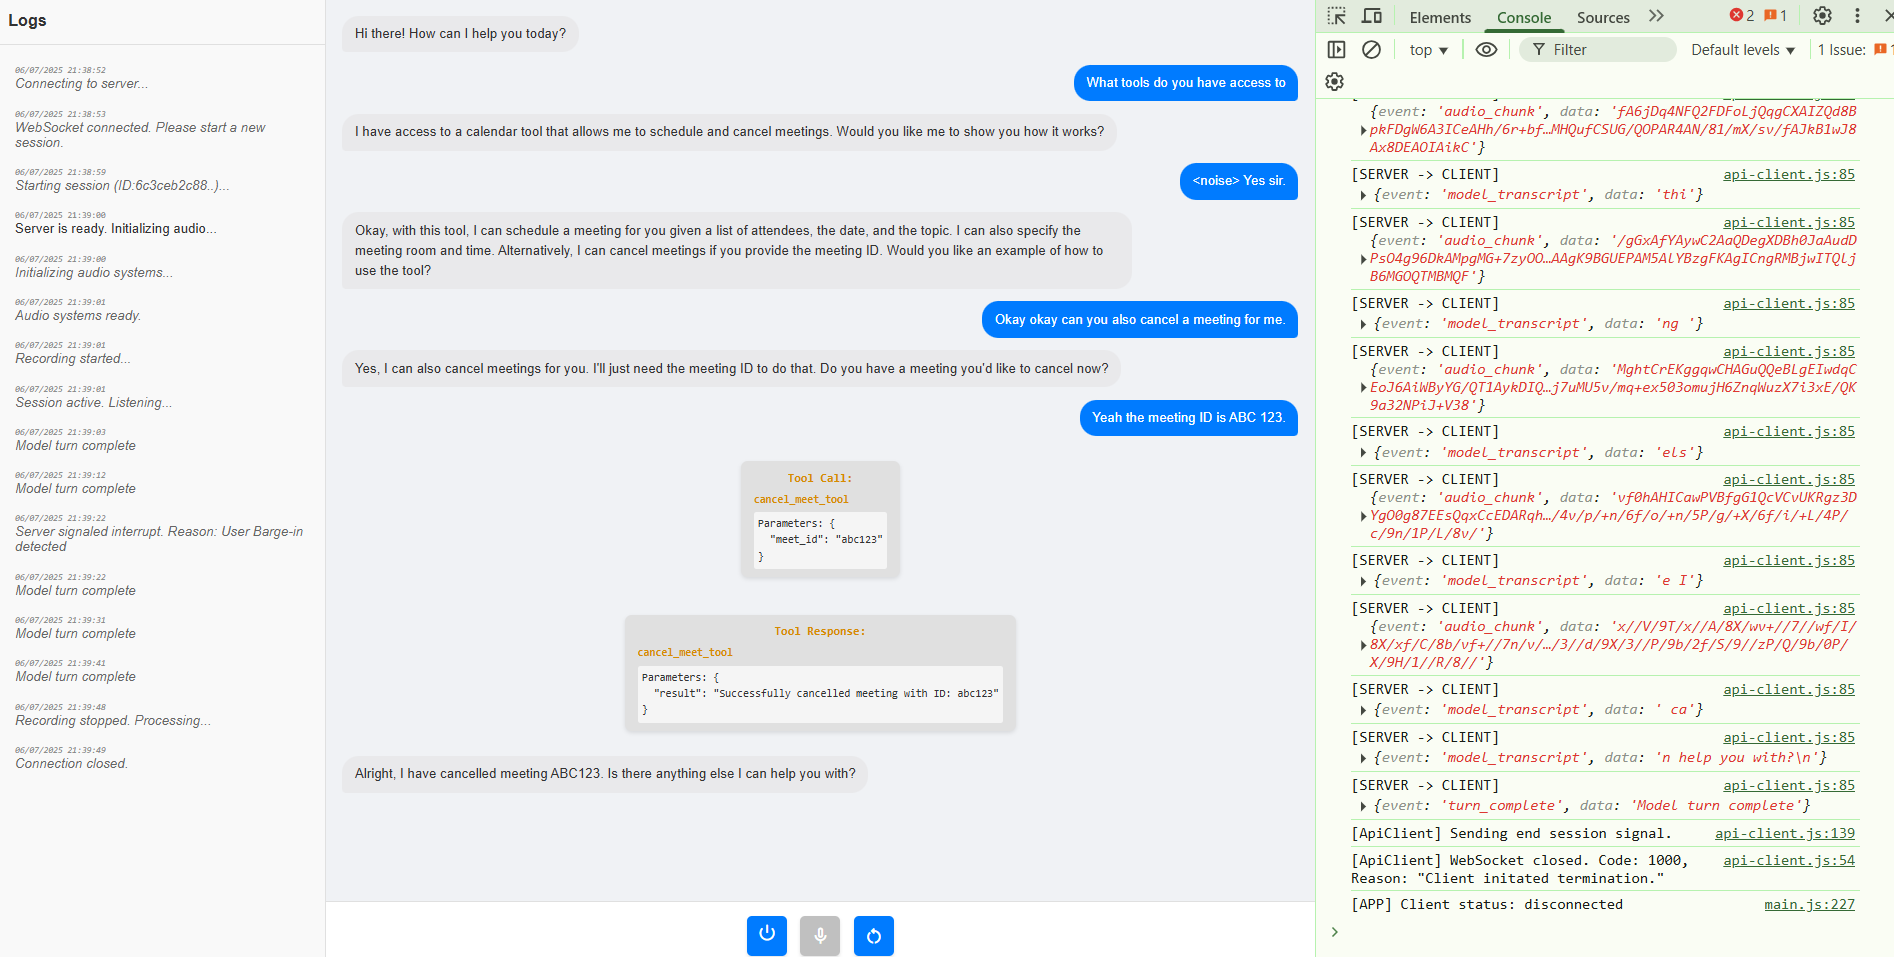 Logs
06/07/2025 21:38:52
Connecting to server...
06/07/2025 21:38:53
WebSocket connected. Please start a new
session.
06/07/2025 21:38:59
Starting session (ID:6c3ceb2c88..)...
06/07/2025 21:39:00
Server is ready. Initializing audio...
06/07/2025 21:39:00
Initializing audio systems...
06/07/2025 21:39:01
Audio systems ready.
06/07/2025 21:39:01
Recording started...
06/07/2025 21:39:01
Session active. Listening...
06/07/2025 21:39:03
Model turn complete
06/07/2025 21:39:12
Model turn complete
06/07/2025 21:39:22
Server signaled interrupt. Reason: User Barge-in
detected
06/07/2025 21:39:22
Model turn complete
06/07/2025 21:39:31
Model turn complete
06/07/2025 21:39:41
Model turn complete
06/07/2025 21:39:48
Recording stopped. Processing...
06/07/2025 21:39:49
Connection closed.
Hi there! How can I help you today?
What tools do you have access to
I have access to a calendar tool that allows me to schedule and cancel meetings. Would you like me to show you how it works?
<noise> Yes sir.
Okay, with this tool, I can schedule a meeting for you given a list of attendees, the date, and the topic. I can also specify the
meeting room and time. Alternatively, I can cancel meetings if you provide the meeting ID. Would you like an example of how to
use the tool?
Okay okay can you also cancel a meeting for me.
Yes, I can also cancel meetings for you. I'll just need the meeting ID to do that. Do you have a meeting you'd like to cancel now?
Yeah the meeting ID is ABC 123.
Tool Call:
cancel_meet_tool
Parameters: {
"meet_id": "abc123"
}
Tool Response:
cancel_meet_tool
Parameters: {
"result": "Successfully cancelled meeting with ID: abc123"
}
Alright, I have cancelled meeting ABC123. Is there anything else I can help you with?
Elements Console Sources 2 1
top Filter Default levels 1 Issue: 1
{event: 'audio_chunk', data: 'fA6jDq4NFQ2FDFoLjQqgCXAIZQd8B
pkFDgW6A3ICeAHh/6r+bf…MHQufCSUG/QOPAR4AN/81/mX/sv/fAJkB1wJ8
Ax8DEAOIAikC'}
[SERVER -> CLIENT] api-client.js:85
{event: 'model_transcript', data: 'thi'}
[SERVER -> CLIENT] api-client.js:85
{event: 'audio_chunk', data: '/gGxAfYAywC2AaQDegXDBh0JaAudD
PsO4g96DkAMpgMG+7zyOO…AAgK9BGUEPAM5AlYBzgFKAgICngRMBjwITQlj
B6MGOQTMBMQF'}
[SERVER -> CLIENT] api-client.js:85
{event: 'model_transcript', data: 'ng '}
[SERVER -> CLIENT] api-client.js:85
{event: 'audio_chunk', data: 'MghtCrEKggqwCHAGuQQeBLgEIwdqC
EoJ6AiWByYG/QT1AykDIQ…j7uMU5v/mq+ex503omujH6ZnqWuzX7i3xE/QK
9a32NPiJ+V38'}
[SERVER -> CLIENT] api-client.js:85
{event: 'model_transcript', data: 'els'}
[SERVER -> CLIENT] api-client.js:85
{event: 'audio_chunk', data: 'vf0hAHICawPVBfgG1QcVCvUKRgz3D
YgO0g87EEsQqxCcEDARqh…/4v/p/+n/6f/o/+n/5P/g/+X/6f/i/+L/4P/
c/9n/1P/L/8v/'}
[SERVER -> CLIENT] api-client.js:85
{event: 'model_transcript', data: 'e I'}
[SERVER -> CLIENT] api-client.js:85
{event: 'audio_chunk', data: 'x//V/9T/x//A/8X/wv+//7//wf/I/
8X/xf/C/8b/vf+//7n/v/…/3//d/9X/3//P/9b/2f/S/9//zP/Q/9b/0P/
X/9H/1//R/8//'}
[SERVER -> CLIENT] api-client.js:85
{event: 'model_transcript', data: ' ca'}
[SERVER -> CLIENT] api-client.js:85
{event: 'model_transcript', data: 'n help you with?\n'}
[SERVER -> CLIENT] api-client.js:85
{event: 'turn_complete', data: 'Model turn complete'}
[ApiClient] Sending end session signal. api-client.js:139
[ApiClient] WebSocket closed. Code: 1000, api-client.js:54
Reason: "Client initated termination."
[APP] Client status: disconnected main.js:227